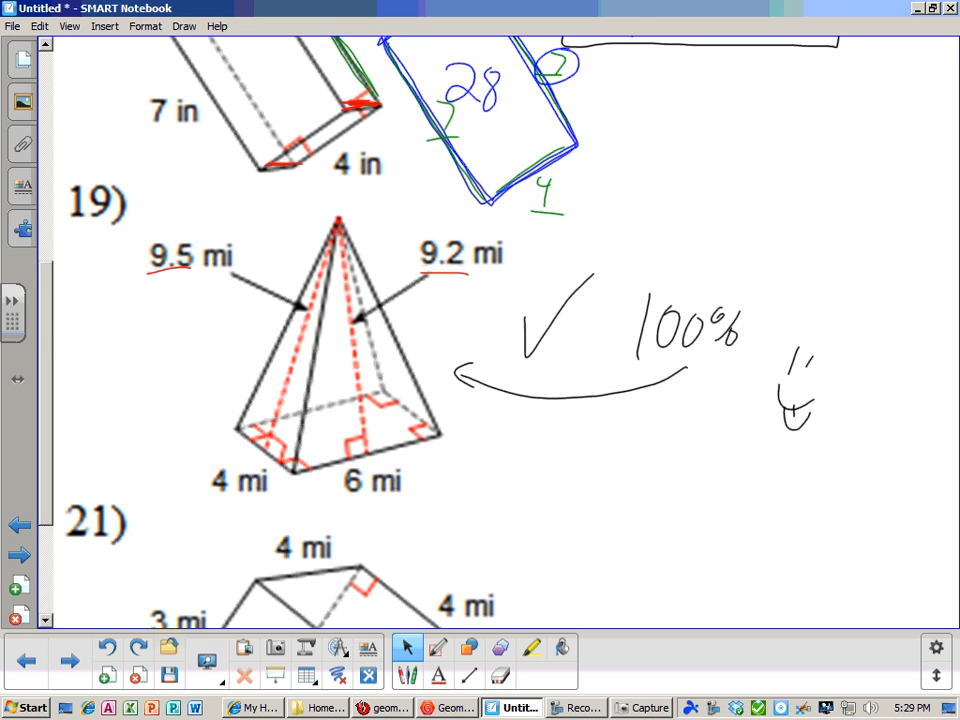 Untitled * - SMART Notebook
File Edit View Insert Format Draw Help
28
7
7 in
7
4 in
4
19)
9.5 mi
9.2 mi
100%
4 mi
6 mi
21)
4 mi
3 mi
4 mi
Start
My H...
Home...
geom...
Geom...
Untit...
Reco...
Capture
5:29 PM